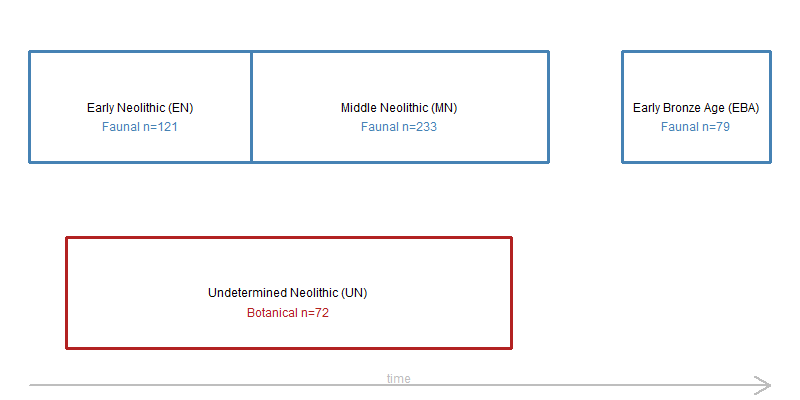 Early Neolithic (EN)
Faunal n=121
Middle Neolithic (MN)
Faunal n=233
Early Bronze Age (EBA)
Faunal n=79
Undetermined Neolithic (UN)
Botanical n=72
time